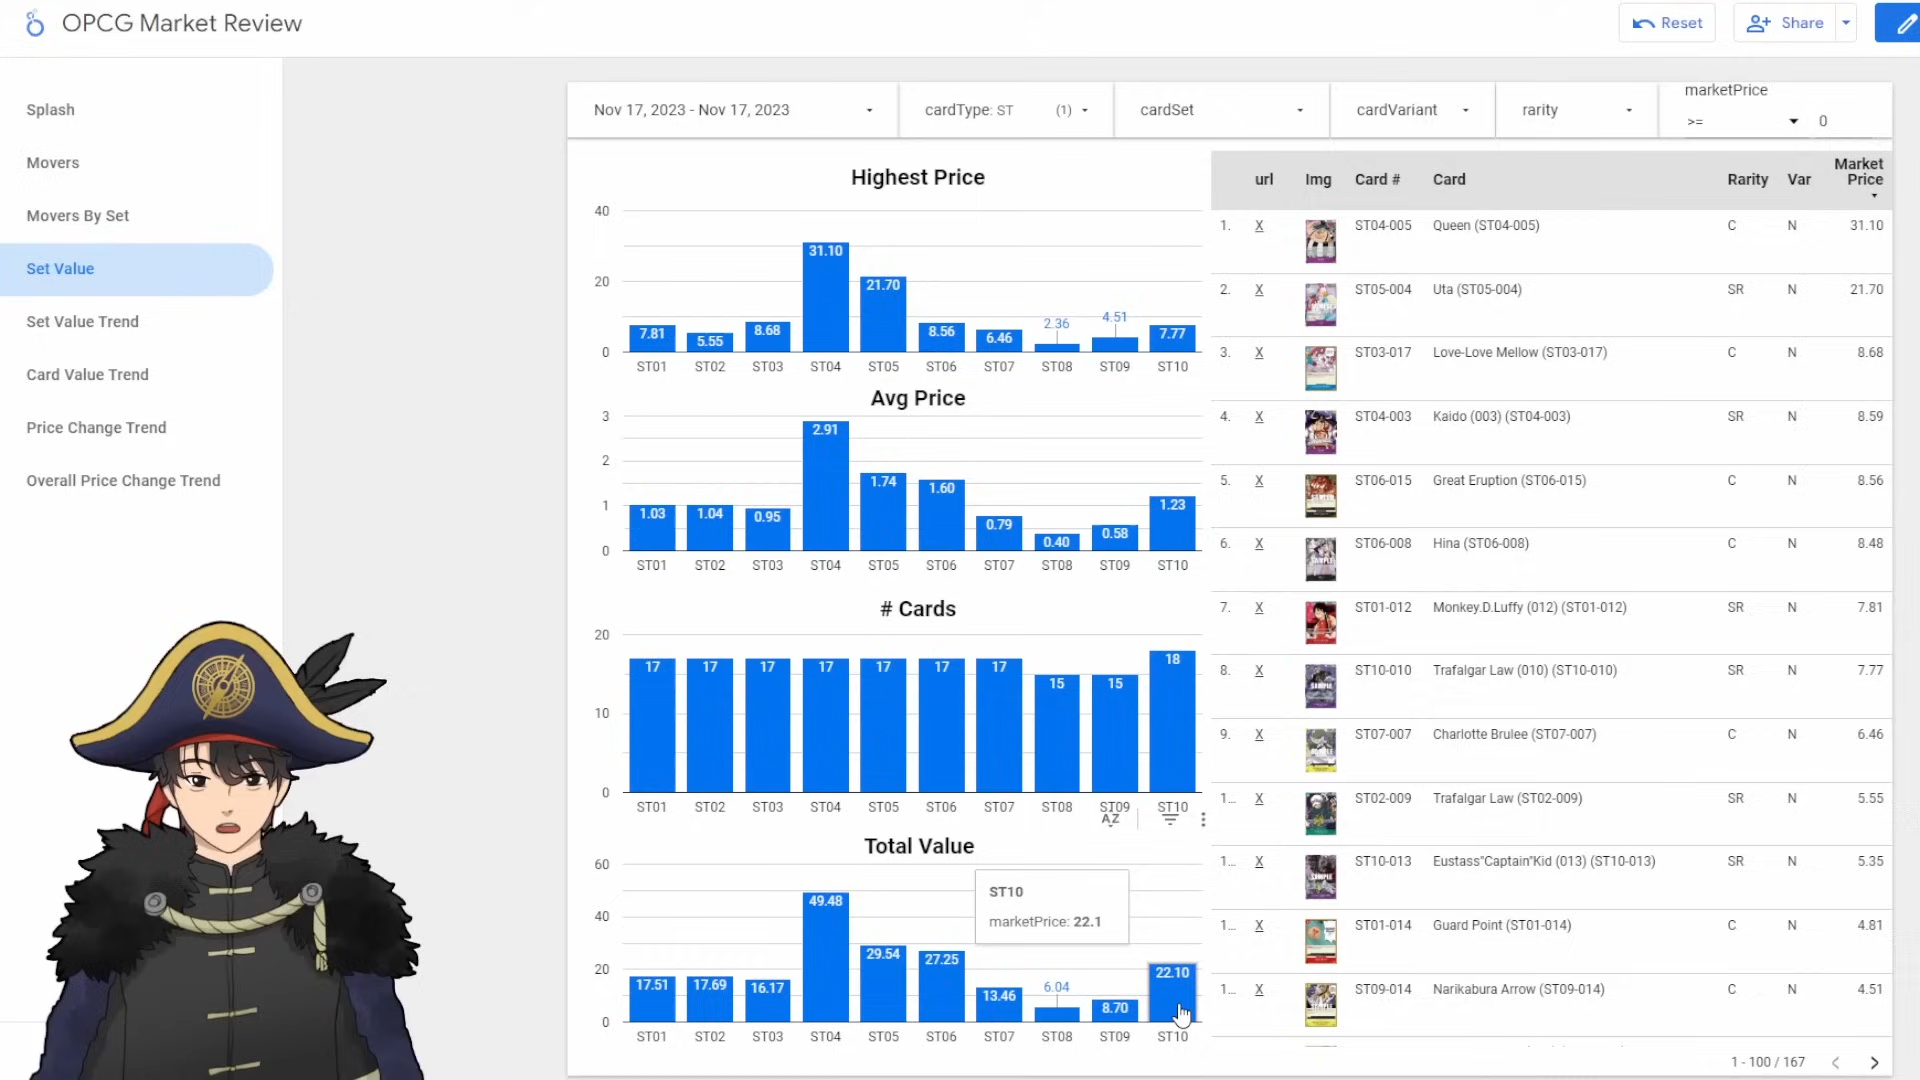 OPCG Market Review
Reset
Share
Splash
Movers
Movers By Set
Set Value
Set Value Trend
Card Value Trend
Price Change Trend
Overall Price Change Trend
Nov 17, 2023 - Nov 17, 2023
cardType: ST (1)
cardSet
cardVariant
rarity
marketPrice
>= 0
Highest Price
40
20
0
7.81 5.55 8.68 31.10 21.70 8.56 6.46 2.36 4.51 7.77
ST01 ST02 ST03 ST04 ST05 ST06 ST07 ST08 ST09 ST10
Avg Price
3
2
1
0
1.03 1.04 0.95 2.91 1.74 1.60 0.79 0.40 0.58 1.23
ST01 ST02 ST03 ST04 ST05 ST06 ST07 ST08 ST09 ST10
# Cards
20
10
0
17 17 17 17 17 17 17 15 15 18
ST01 ST02 ST03 ST04 ST05 ST06 ST07 ST08 ST09 ST10
AZ
Total Value
60
40
20
0
ST10
marketPrice: 22.1
17.51 17.69 16.17 49.48 29.54 27.25 13.46 6.04 8.70 22.10
ST01 ST02 ST03 ST04 ST05 ST06 ST07 ST08 ST09 ST10
url Img Card # Card Rarity Var Market Price
1. X ST04-005 Queen (ST04-005) C N 31.10
2. X ST05-004 Uta (ST05-004) SR N 21.70
3. X ST03-017 Love-Love Mellow (ST03-017) C N 8.68
4. X ST04-003 Kaido (003) (ST04-003) SR N 8.59
5. X ST06-015 Great Eruption (ST06-015) C N 8.56
6. X ST06-008 Hina (ST06-008) C N 8.48
7. X ST01-012 Monkey.D.Luffy (012) (ST01-012) SR N 7.81
8. X ST10-010 Trafalgar Law (010) (ST10-010) SR N 7.77
9. X ST07-007 Charlotte Brulee (ST07-007) C N 6.46
1... X ST02-009 Trafalgar Law (ST02-009) SR N 5.55
1... X ST10-013 Eustass"Captain"Kid (013) (ST10-013) SR N 5.35
1... X ST01-014 Guard Point (ST01-014) C N 4.81
1... X ST09-014 Narikabura Arrow (ST09-014) C N 4.51
1 - 100 / 167